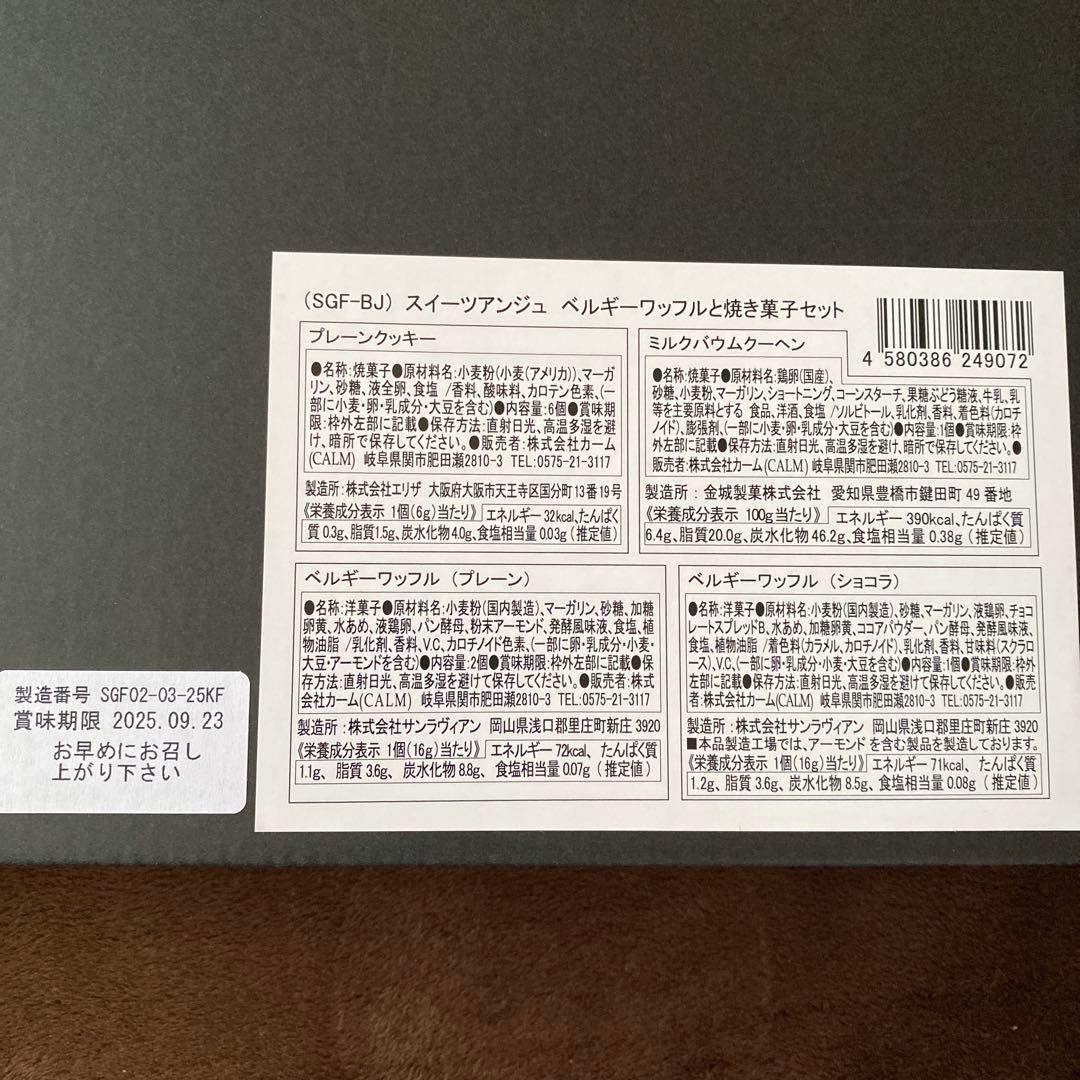 (SGF-BJ) スイーツアンジュ ベルギーワッフルと焼き菓子セット
4 580386 249072
プレーンクッキー
●名称:焼菓子●原材料名:小麦粉(小麦(アメリカ))、マーガ
リン、砂糖、液全卵、食塩 /香料、酸味料、カロテン色素、(一
部に小麦・卵・乳成分・大豆を含む)●内容量:6個●賞味期
限:枠外左部に記載●保存方法:直射日光、高温多湿を避
け、暗所で保存してください。●販売者:株式会社カーム
(CALM) 岐阜県関市肥田瀬2810-3 TEL:0575-21-3117
製造所:株式会社エリザ 大阪府大阪市天王寺区国分町13番19号
《栄養成分表示 1個(6g)当たり》 エネルギー 32kcal、たんぱく
質 0.3g、脂質1.5g、炭水化物4.0g、食塩相当量 0.03g (推定値)
ミルクバウムクーヘン
●名称:焼菓子●原材料名:鶏卵(国産)、
砂糖、小麦粉、マーガリン、ショートニング、コーンスターチ、果糖ぶどう糖液、牛乳、乳
等を主要原料とする 食品、洋酒、食塩 /ソルビトール、乳化剤、香料、着色料(カロチ
ノイド)、膨張剤、(一部に小麦・卵・乳成分・大豆を含む)●内容量:1個●賞味期限:枠
外左部に記載●保存方法:直射日光、高温多湿を避け、暗所で保存してください。●
販売者:株式会社カーム(CALM) 岐阜県関市肥田瀬2810-3 TEL:0575-21-3117
製造所:金城製菓株式会社 愛知県豊橋市鍵田町 49 番地
《栄養成分表示 100g当たり》 エネルギー 390kcal、たんぱく質
6.4g、脂質20.0g、炭水化物 46.2g、食塩相当量 0.38g (推定値)
ベルギーワッフル (プレーン)
●名称:洋菓子●原材料名:小麦粉(国内製造)、マーガリン、砂糖、加糖
卵黄、水あめ、液鶏卵、パン酵母、粉末アーモンド、発酵風味液、食塩、植
物油脂 /乳化剤、香料、V.C、カロチノイド色素、(一部に卵・乳成分・小麦・
大豆・アーモンドを含む)●内容量:2個●賞味期限:枠外左部に記載●保
存方法:直射日光、高温多湿を避けて保存してください。●販売者:株式
会社カーム(CALM) 岐阜県関市肥田瀬2810-3 TEL:0575-21-3117
製造所:株式会社サンラヴィアン 岡山県浅口郡里庄町新庄 3920
《栄養成分表示 1個(16g)当たり》 エネルギー 72kcal、たんぱく質
1.1g、脂質 3.6g、炭水化物 8.8g、食塩相当量 0.07g (推定値)
ベルギーワッフル (ショコラ)
●名称:洋菓子●原材料名:小麦粉(国内製造)、砂糖、マーガリン、液鶏卵、チョコ
レートスプレッドB、水あめ、加糖卵黄、ココアパウダー、パン酵母、発酵風味液、
食塩、植物油脂 /着色料(カラメル、カロチノイド)、乳化剤、香料、甘味料(スクラロ
ース)、V.C、(一部に卵・乳成分・小麦・大豆を含む)●内容量:1個●賞味期限:枠外
左部に記載●保存方法:直射日光、高温多湿を避けて保存してください。●販売
者:株式会社カーム(CALM) 岐阜県関市肥田瀬2810-3 TEL:0575-21-3117
製造所:株式会社サンラヴィアン 岡山県浅口郡里庄町新庄 3920
■本品製造工場では、アーモンドを含む製品を製造しております。
《栄養成分表示 1個(16g)当たり》 エネルギー 71kcal、たんぱく質
1.2g、脂質 3.6g、炭水化物 8.5g、食塩相当量 0.08g (推定値)
製造番号 SGF02-03-25KF
賞味期限 2025.09.23
お早めにお召し
上がり下さい